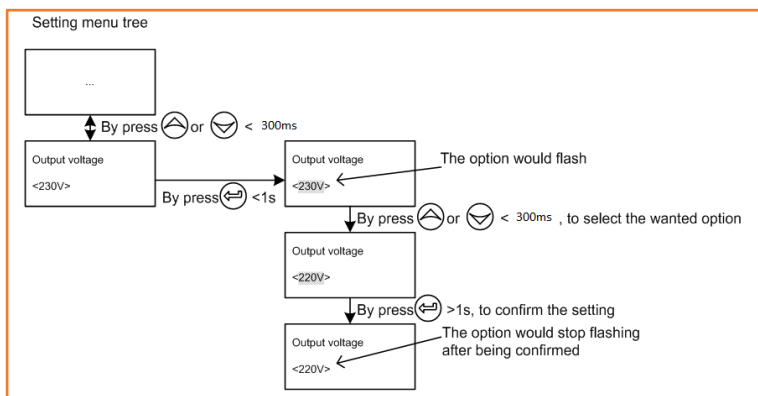 Setting menu tree
...
By press or < 300ms
Output voltage
<230V>
By press <1s
Output voltage
<230V>
The option would flash
By press or < 300ms , to select the wanted option
Output voltage
<220V>
By press >1s, to confirm the setting
Output voltage
<220V>
The option would stop flashing
after being confirmed